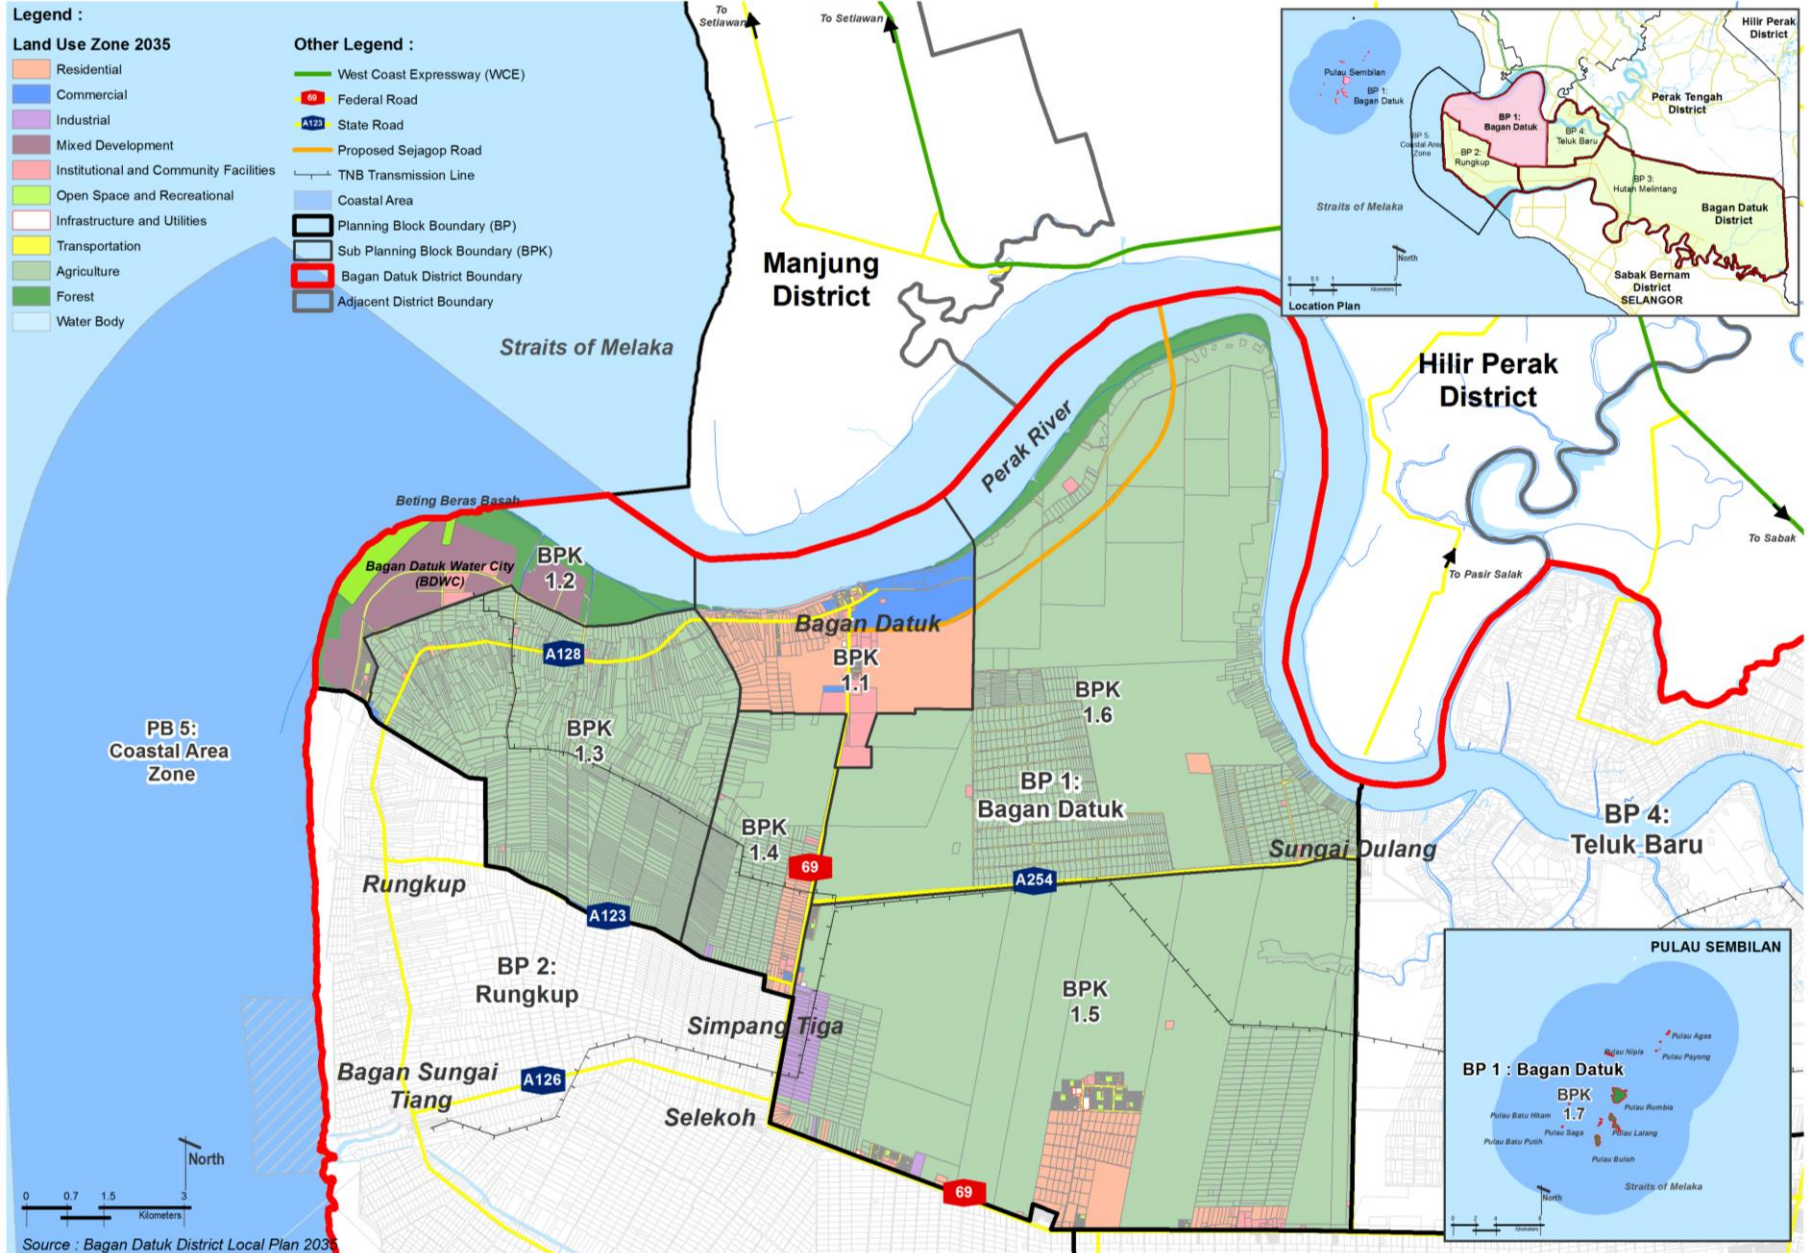 Legend :
Land Use Zone 2035
Residential
Commercial
Industrial
Mixed Development
Institutional and Community Facilities
Open Space and Recreational
Infrastructure and Utilities
Transportation
Agriculture
Forest
Water Body
Other Legend :
West Coast Expressway (WCE)
69
Federal Road
A123
State Road
Proposed Sejagop Road
TNB Transmission Line
Coastal Area
Planning Block Boundary (BP)
Sub Planning Block Boundary (BPK)
Bagan Datuk District Boundary
Adjacent District Boundary
To
Setiawan
To Setiawan
Manjung
District
Straits of Melaka
Hilir Perak
District
Perak River
Beting Beras Basah
Bagan Datuk Water City
(BDWC)
BPK
1.2
Bagan Datuk
BPK
1.1
A128
BPK
1.3
BPK
1.6
BPK
1.4
BP 1:
Bagan Datuk
PB 5:
Coastal Area
Zone
To Pasir Salak
To Sabak
BP 4:
Teluk Baru
Sungai Dulang
69
A254
Rungkup
A123
BP 2:
Rungkup
BPK
1.5
Simpang Tiga
Bagan Sungai
Tiang
A126
Selekoh
69
North
0 0.7 1.5 3
Kilometers
Source : Bagan Datuk District Local Plan 2035
Hilir Perak
District
Pulau Sembilan
BP 1:
Bagan Datuk
Perak Tengah
District
BP 1:
Bagan Datuk
BP 4:
Teluk Baru
BP 5:
Coastal Area
Zone
BP 2:
Rungkup
BP 3:
Hutan Melintang
Bagan Datuk
District
Straits of Melaka
North
Sabak Bernam
District
SELANGOR
Kilometers
Location Plan
PULAU SEMBILAN
Pulau Agas
Pulau Nipis
Pulau Payong
BP 1 : Bagan Datuk
BPK
1.7
Pulau Rumbia
Pulau Batu Hitam
Pulau Saga
Pulau Lalang
Pulau Batu Putih
Pulau Buloh
Straits of Melaka
North
Kilometers